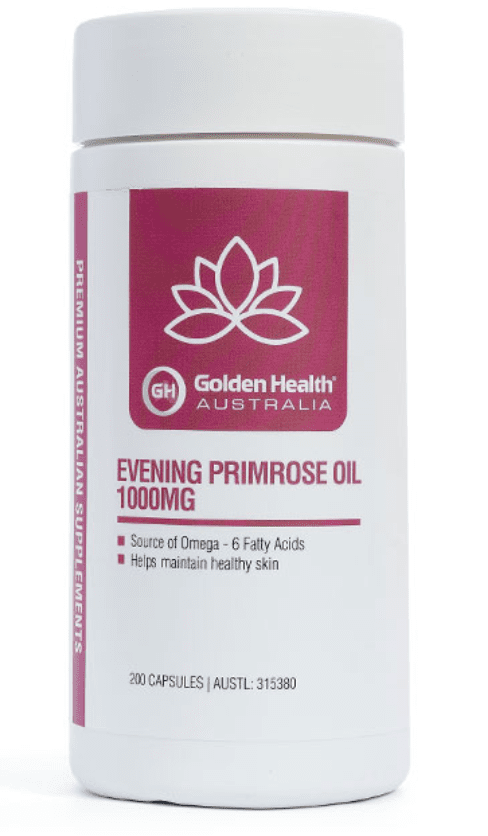 PREMIUM AUSTRALIAN SUPPLEMENTS
GH
Golden Health®
AUSTRALIA
EVENING PRIMROSE OIL
1000MG
Source of Omega - 6 Fatty Acids
Helps maintain healthy skin
200 CAPSULES | AUSTL: 315380